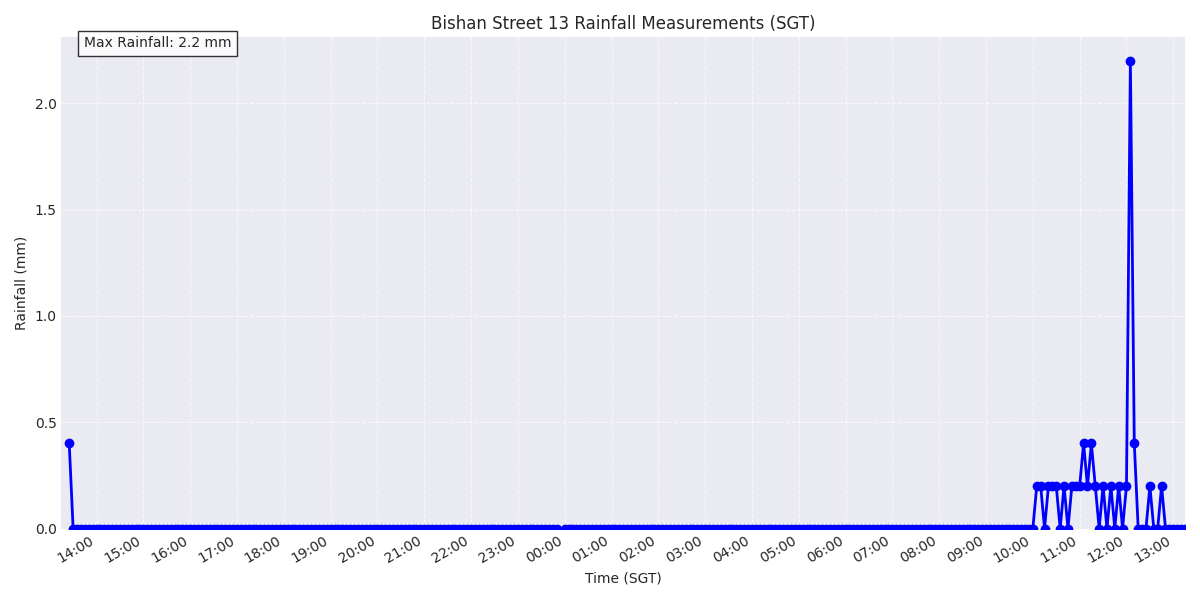 Bishan Street 13 Rainfall Measurements (SGT)
Max Rainfall: 2.2 mm
2.0
1.5
1.0
0.5
0.0
Rainfall (mm)
14:00 15:00 16:00 17:00 18:00 19:00 20:00 21:00 22:00 23:00 00:00 01:00 02:00 03:00 04:00 05:00 06:00 07:00 08:00 09:00 10:00 11:00 12:00 13:00
Time (SGT)